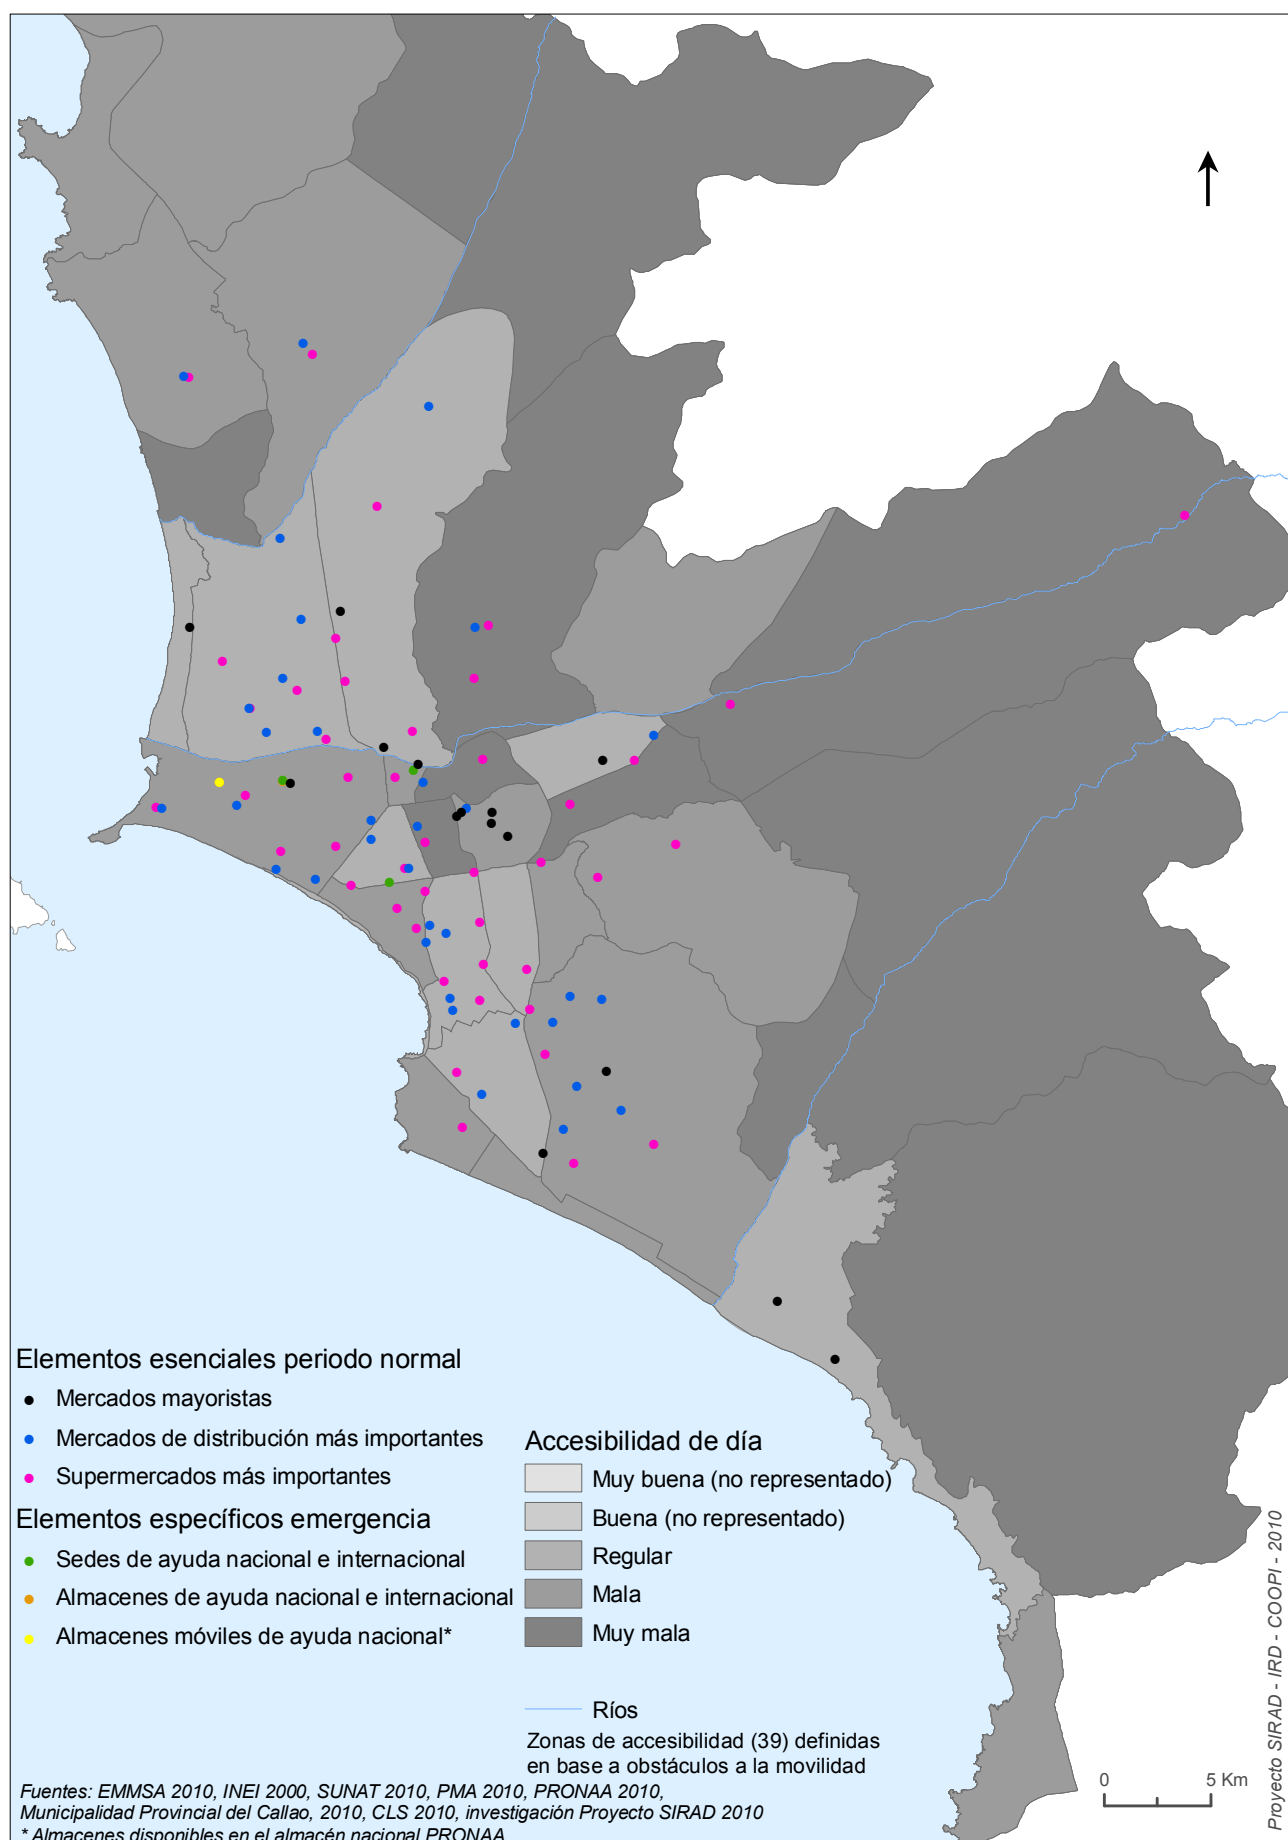 Elementos esenciales periodo normal
Mercados mayoristas
Mercados de distribución más importantes
Supermercados más importantes
Elementos específicos emergencia
Sedes de ayuda nacional e internacional
Almacenes de ayuda nacional e internacional
Almacenes móviles de ayuda nacional*
Accesibilidad de día
Muy buena (no representado)
Buena (no representado)
Regular
Mala
Muy mala
Ríos
Zonas de accesibilidad (39) definidas
en base a obstáculos a la movilidad
0 5 Km
Fuentes: EMMSA 2010, INEI 2000, SUNAT 2010, PMA 2010, PRONAA 2010,
Municipalidad Provincial del Callao, 2010, CLS 2010, investigación Proyecto SIRAD 2010
* Almacenes disponibles en el almacén nacional PRONAA
Proyecto SIRAD - IRD - COOPI - 2010